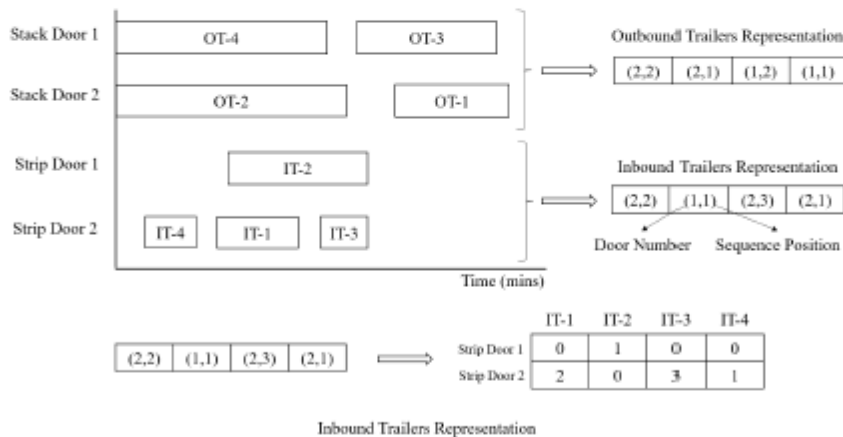 Stack Door 1
OT-4
OT-3
Outbound Trailers Representation
(2,2) (2,1) (1,2) (1,1)
Stack Door 2
OT-2
OT-1
Strip Door 1
IT-2
Inbound Trailers Representation
(2,2) (1,1) (2,3) (2,1)
Strip Door 2
IT-4
IT-1
IT-3
Door Number
Sequence Position
Time (mins)
IT-1 IT-2 IT-3 IT-4
(2,2) (1,1) (2,3) (2,1)
Strip Door 1 0 1 0 0
Strip Door 2 2 0 3 1
Inbound Trailers Representation